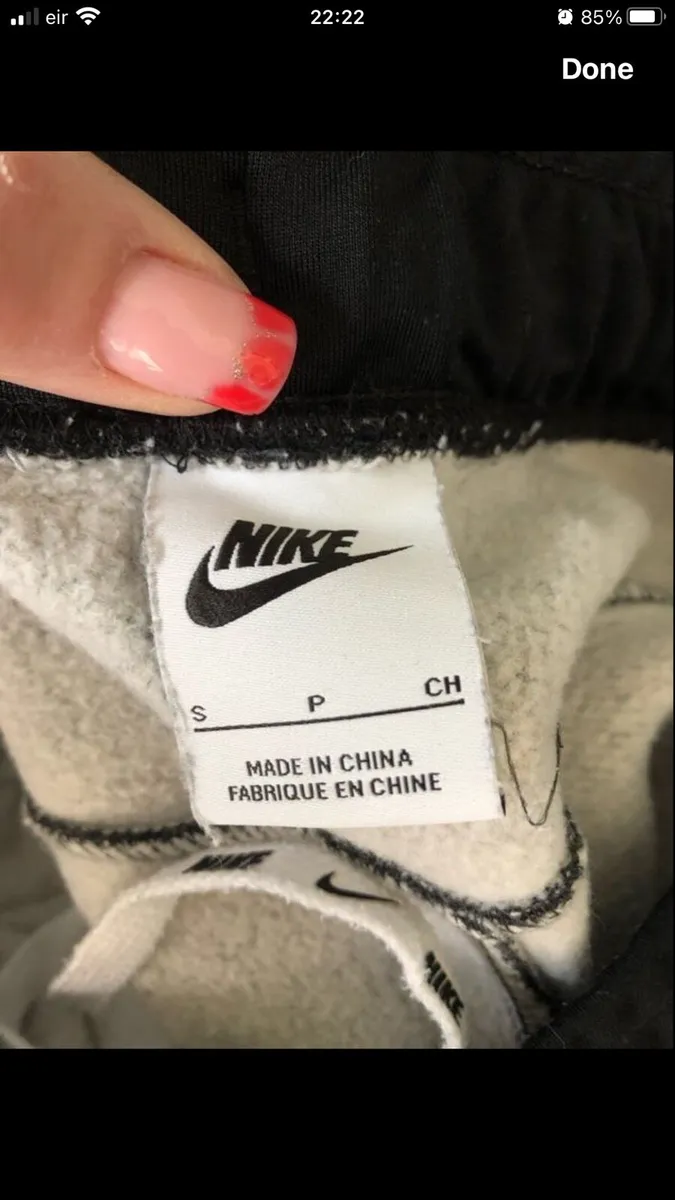 eir 22:22 85%
Done
NIKE
S P CH
MADE IN CHINA
FABRIQUE EN CHINE
NIKE
NIKE